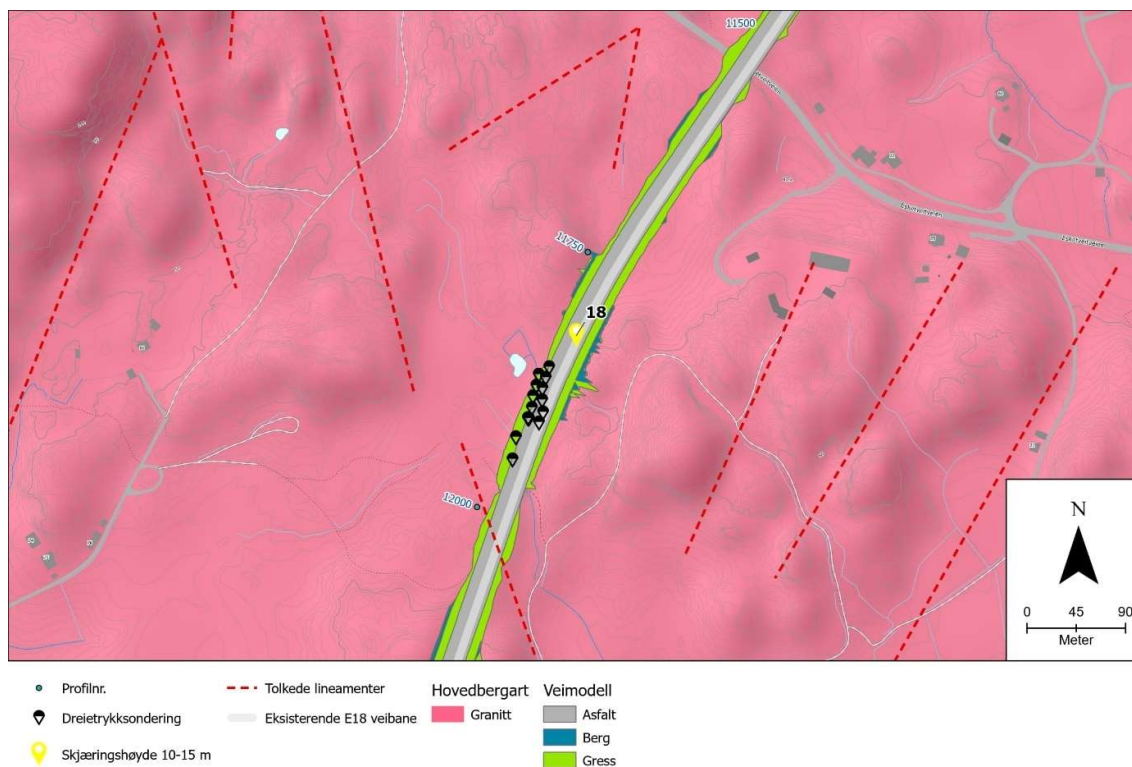 11500
11750
18
12000
N
0 45 90
Meter
Profilnr.
Dreietrykksondering
Skjæringshøyde 10-15 m
Tolkede lineamenter
Eksisterende E18 veibane
Hovedbergart
Granitt
Veimodell
Asfalt
Berg
Gress